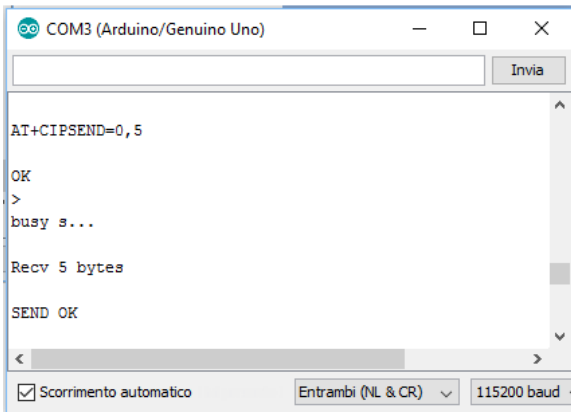 COM3 (Arduino/Genuino Uno)
Invia
AT+CIPSEND=0,5
OK
>
busy s...
Recv 5 bytes
SEND OK
Scorrimento automatico
Entrambi (NL & CR)
115200 baud